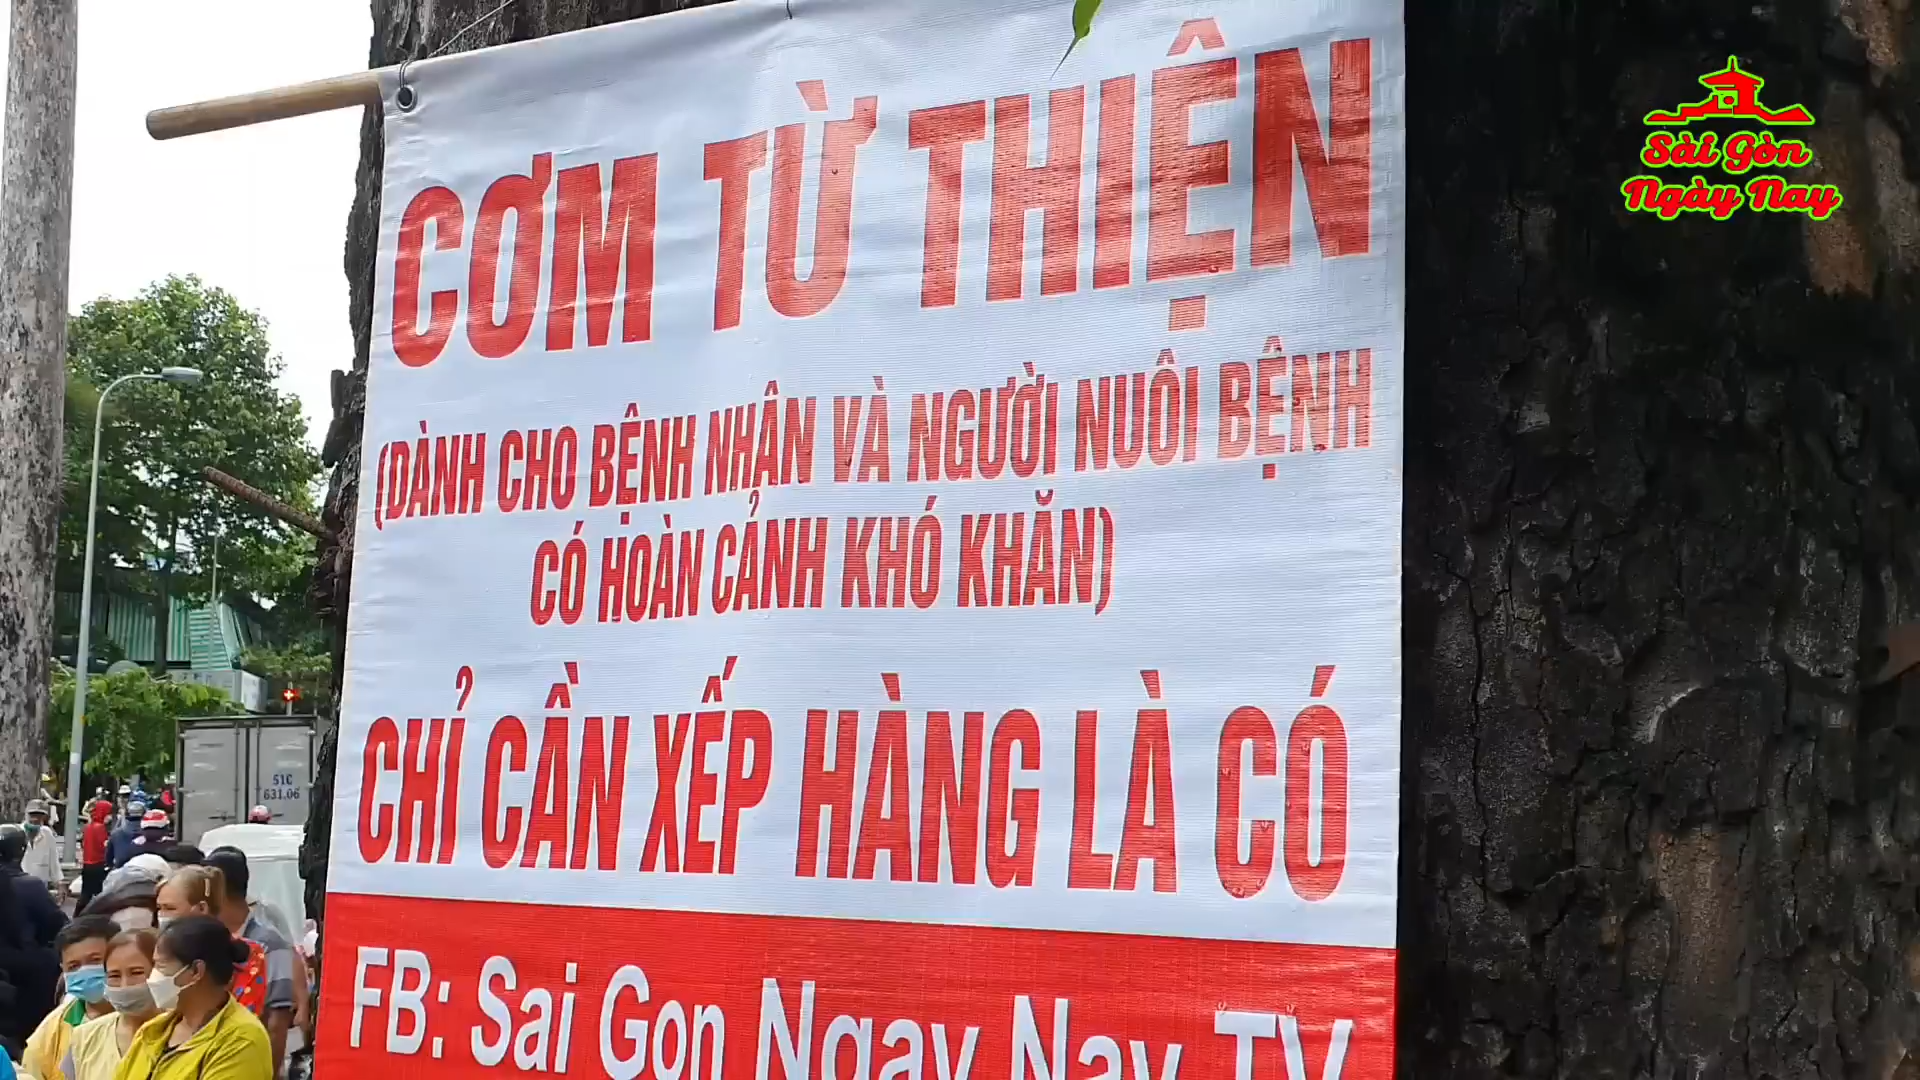 Sài Gòn
Ngày Nay
CƠM TỪ THIỆN
(DÀNH CHO BỆNH NHÂN VÀ NGƯỜI NUÔI BỆNH
CÓ HOÀN CẢNH KHÓ KHĂN)
CHỈ CẦN XẾP HÀNG LÀ CÓ
FB: Sai Gon Ngay Nay TV
51C
631.06